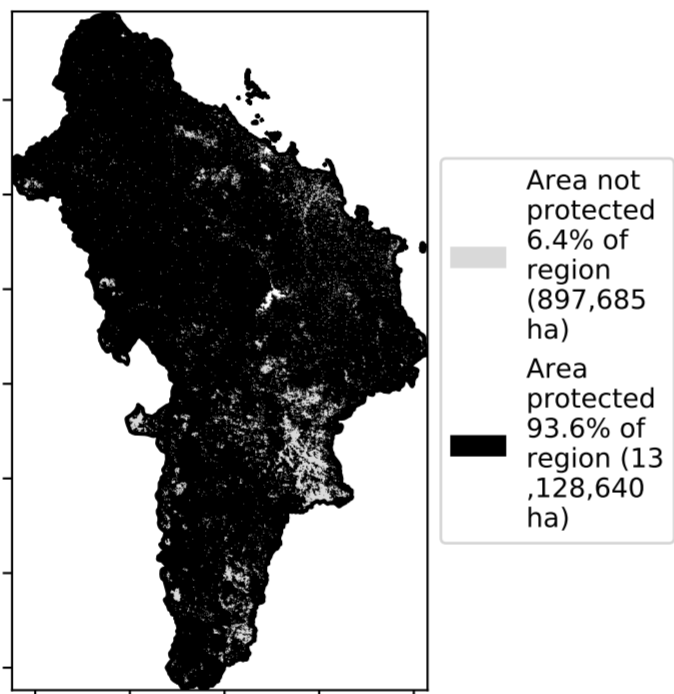 Area not
protected
6.4% of
region
(897,685
ha)
Area
protected
93.6% of
region (13
,128,640
ha)